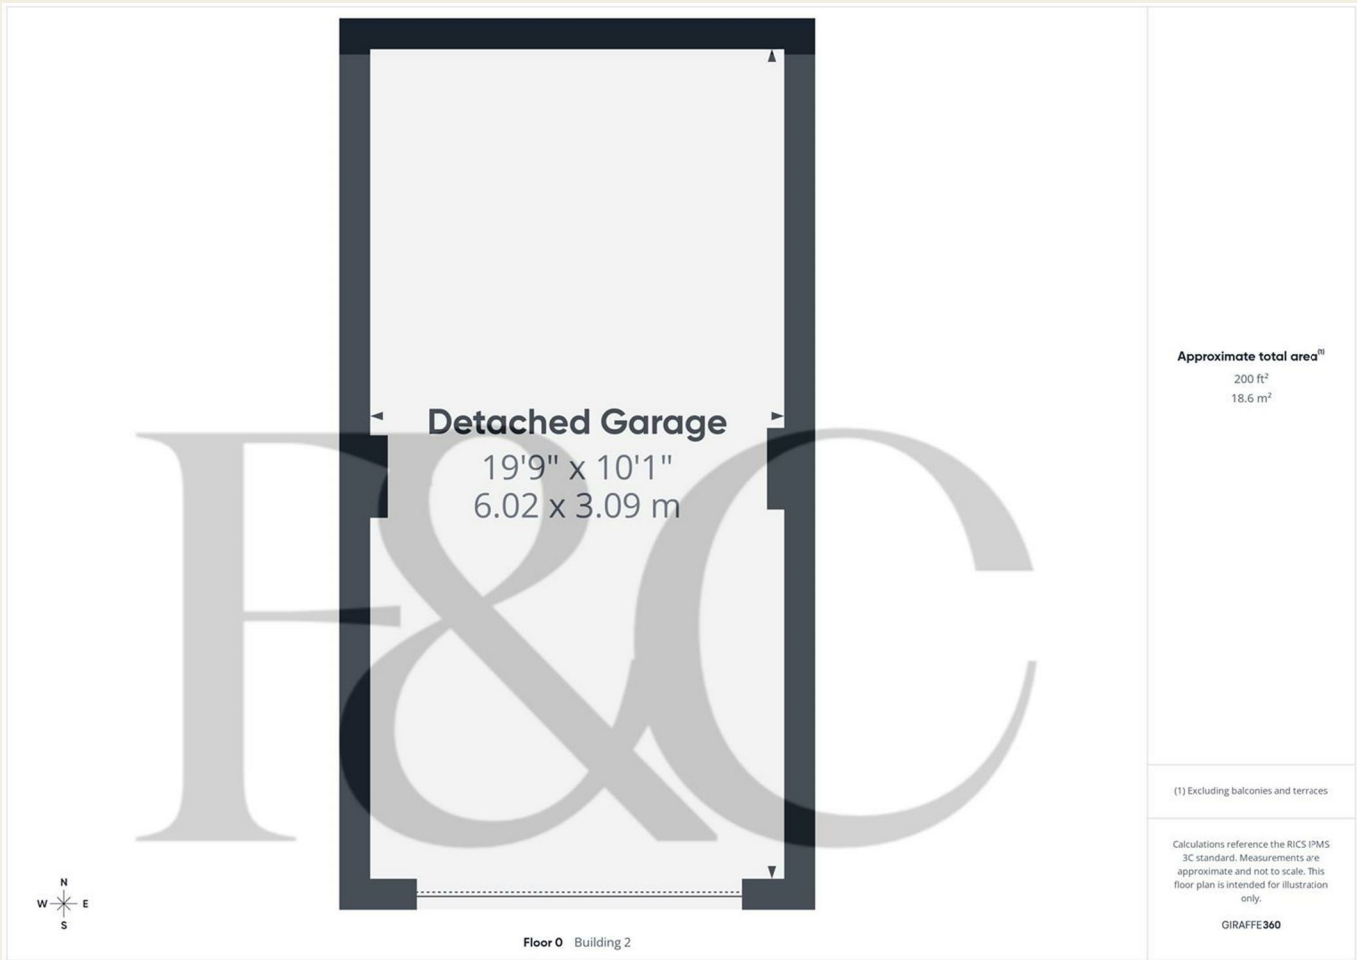 Detached Garage
19'9" x 10'1"
6.02 x 3.09 m
F&C
N
W E
S
Floor 0 Building 2
Approximate total area(1)
200 ft²
18.6 m²
(1) Excluding balconies and terraces
Calculations reference the RICS IPMS
3C standard. Measurements are
approximate and not to scale. This
floor plan is intended for illustration
only.
GIRAFFE360